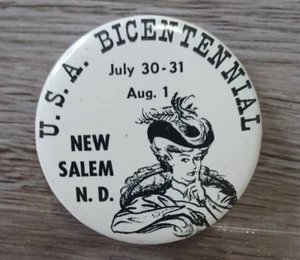 U.S.A. BICENTENNIAL
July 30-31
Aug. 1
NEW
SALEM
N. D.